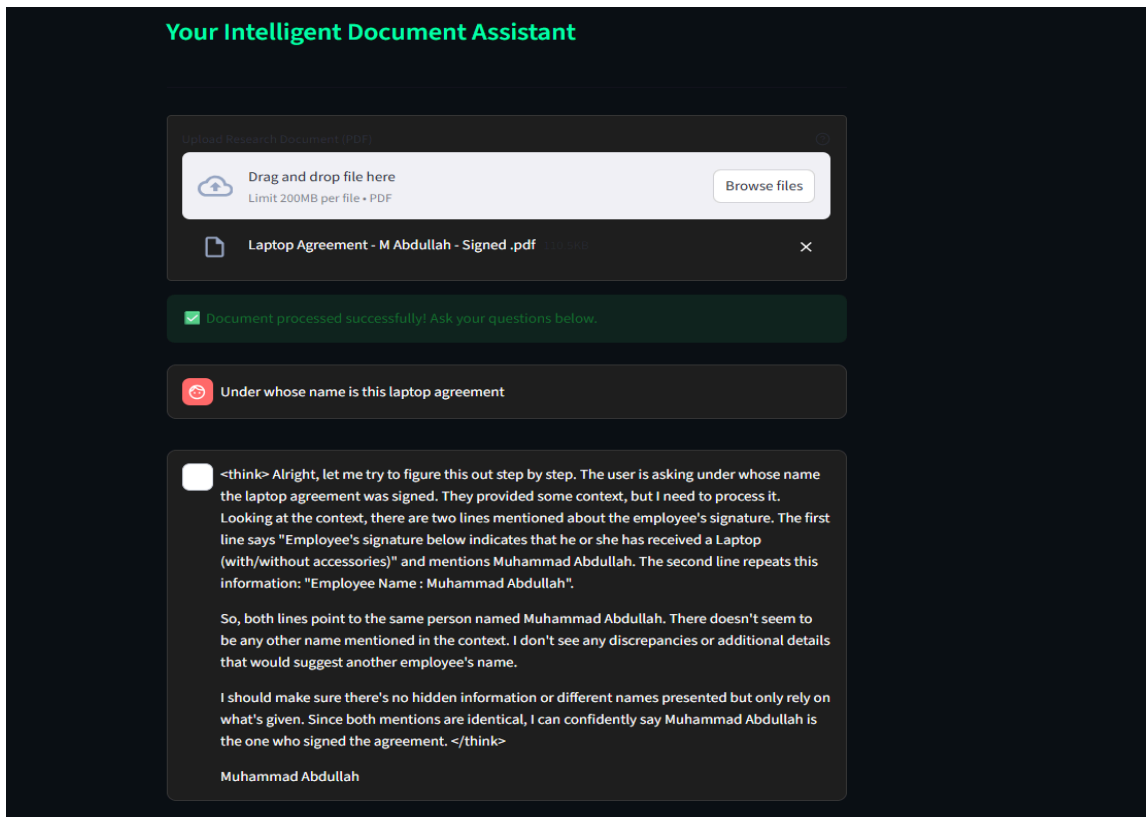 Your Intelligent Document Assistant
Upload Research Document (PDF)
Drag and drop file here
Limit 200MB per file • PDF
Browse files
Laptop Agreement - M Abdullah - Signed .pdf
Document processed successfully! Ask your questions below.
Under whose name is this laptop agreement
<think> Alright, let me try to figure this out step by step. The user is asking under whose name
the laptop agreement was signed. They provided some context, but I need to process it.
Looking at the context, there are two lines mentioned about the employee's signature. The first
line says "Employee's signature below indicates that he or she has received a Laptop
(with/without accessories)" and mentions Muhammad Abdullah. The second line repeats this
information: "Employee Name : Muhammad Abdullah".
So, both lines point to the same person named Muhammad Abdullah. There doesn't seem to
be any other name mentioned in the context. I don't see any discrepancies or additional details
that would suggest another employee's name.
I should make sure there's no hidden information or different names presented but only rely on
what's given. Since both mentions are identical, I can confidently say Muhammad Abdullah is
the one who signed the agreement. </think>
Muhammad Abdullah